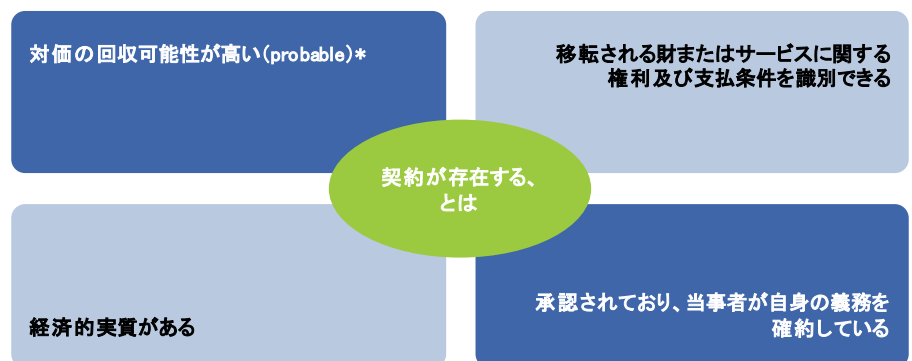 対価の回収可能性が高い(probable)*
移転される財またはサービスに関する
権利及び支払条件を識別できる
契約が存在する、
とは
経済的実質がある
承認されており、当事者が自身の義務を
確約している